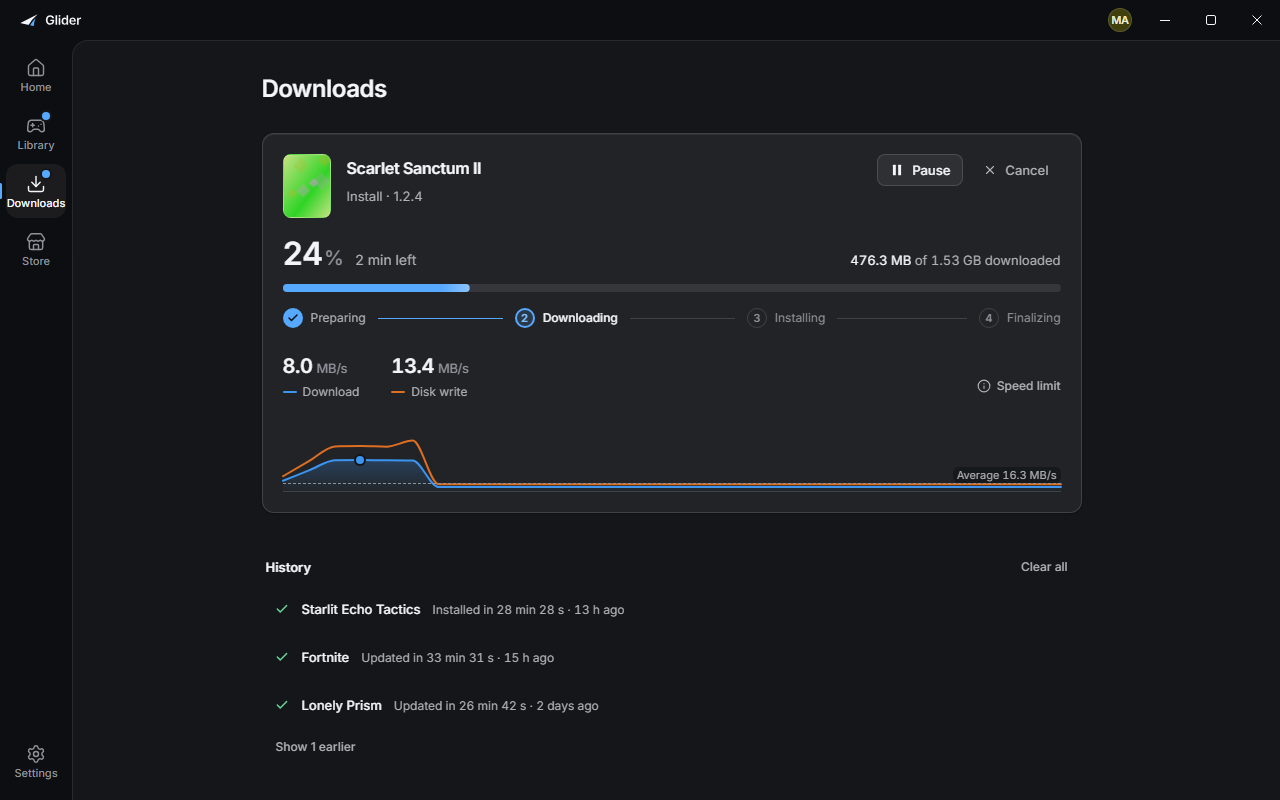 Glider
MA
Home
Library
Downloads
Store
Settings
Downloads
Scarlet Sanctum II
Install · 1.2.4
Pause
Cancel
24% 2 min left
476.3 MB of 1.53 GB downloaded
Preparing
2 Downloading
3 Installing
4 Finalizing
8.0 MB/s
Download
13.4 MB/s
Disk write
Speed limit
Average 16.3 MB/s
History
Clear all
Starlit Echo Tactics Installed in 28 min 28 s · 13 h ago
Fortnite Updated in 33 min 31 s · 15 h ago
Lonely Prism Updated in 26 min 42 s · 2 days ago
Show 1 earlier